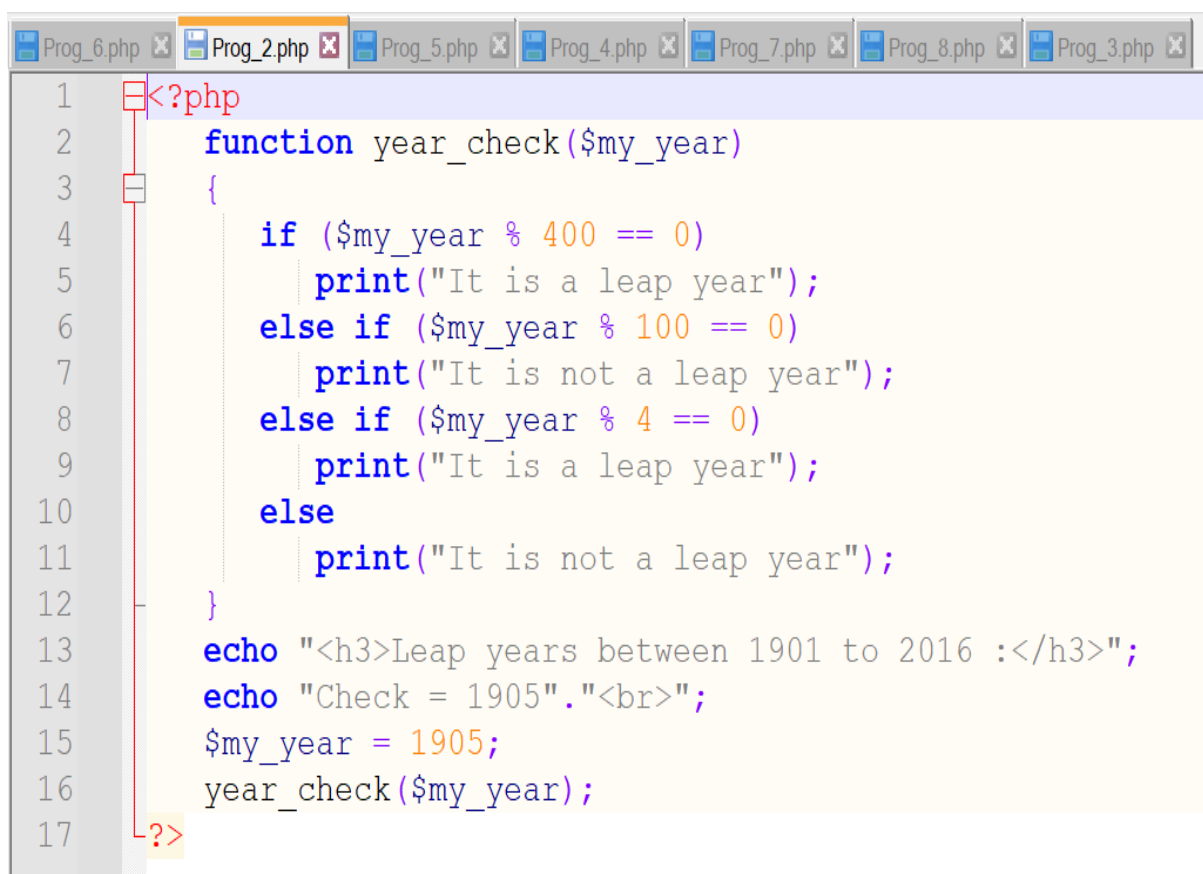 Prog_6.php Prog_2.php Prog_5.php Prog_4.php Prog_7.php Prog_8.php Prog_3.php
1 <?php
2 function year_check($my_year)
3 {
4 if ($my_year % 400 == 0)
5 print("It is a leap year");
6 else if ($my_year % 100 == 0)
7 print("It is not a leap year");
8 else if ($my_year % 4 == 0)
9 print("It is a leap year");
10 else
11 print("It is not a leap year");
12 }
13 echo "<h3>Leap years between 1901 to 2016 :</h3>";
14 echo "Check = 1905"."<br>";
15 $my_year = 1905;
16 year_check($my_year);
17 ?>